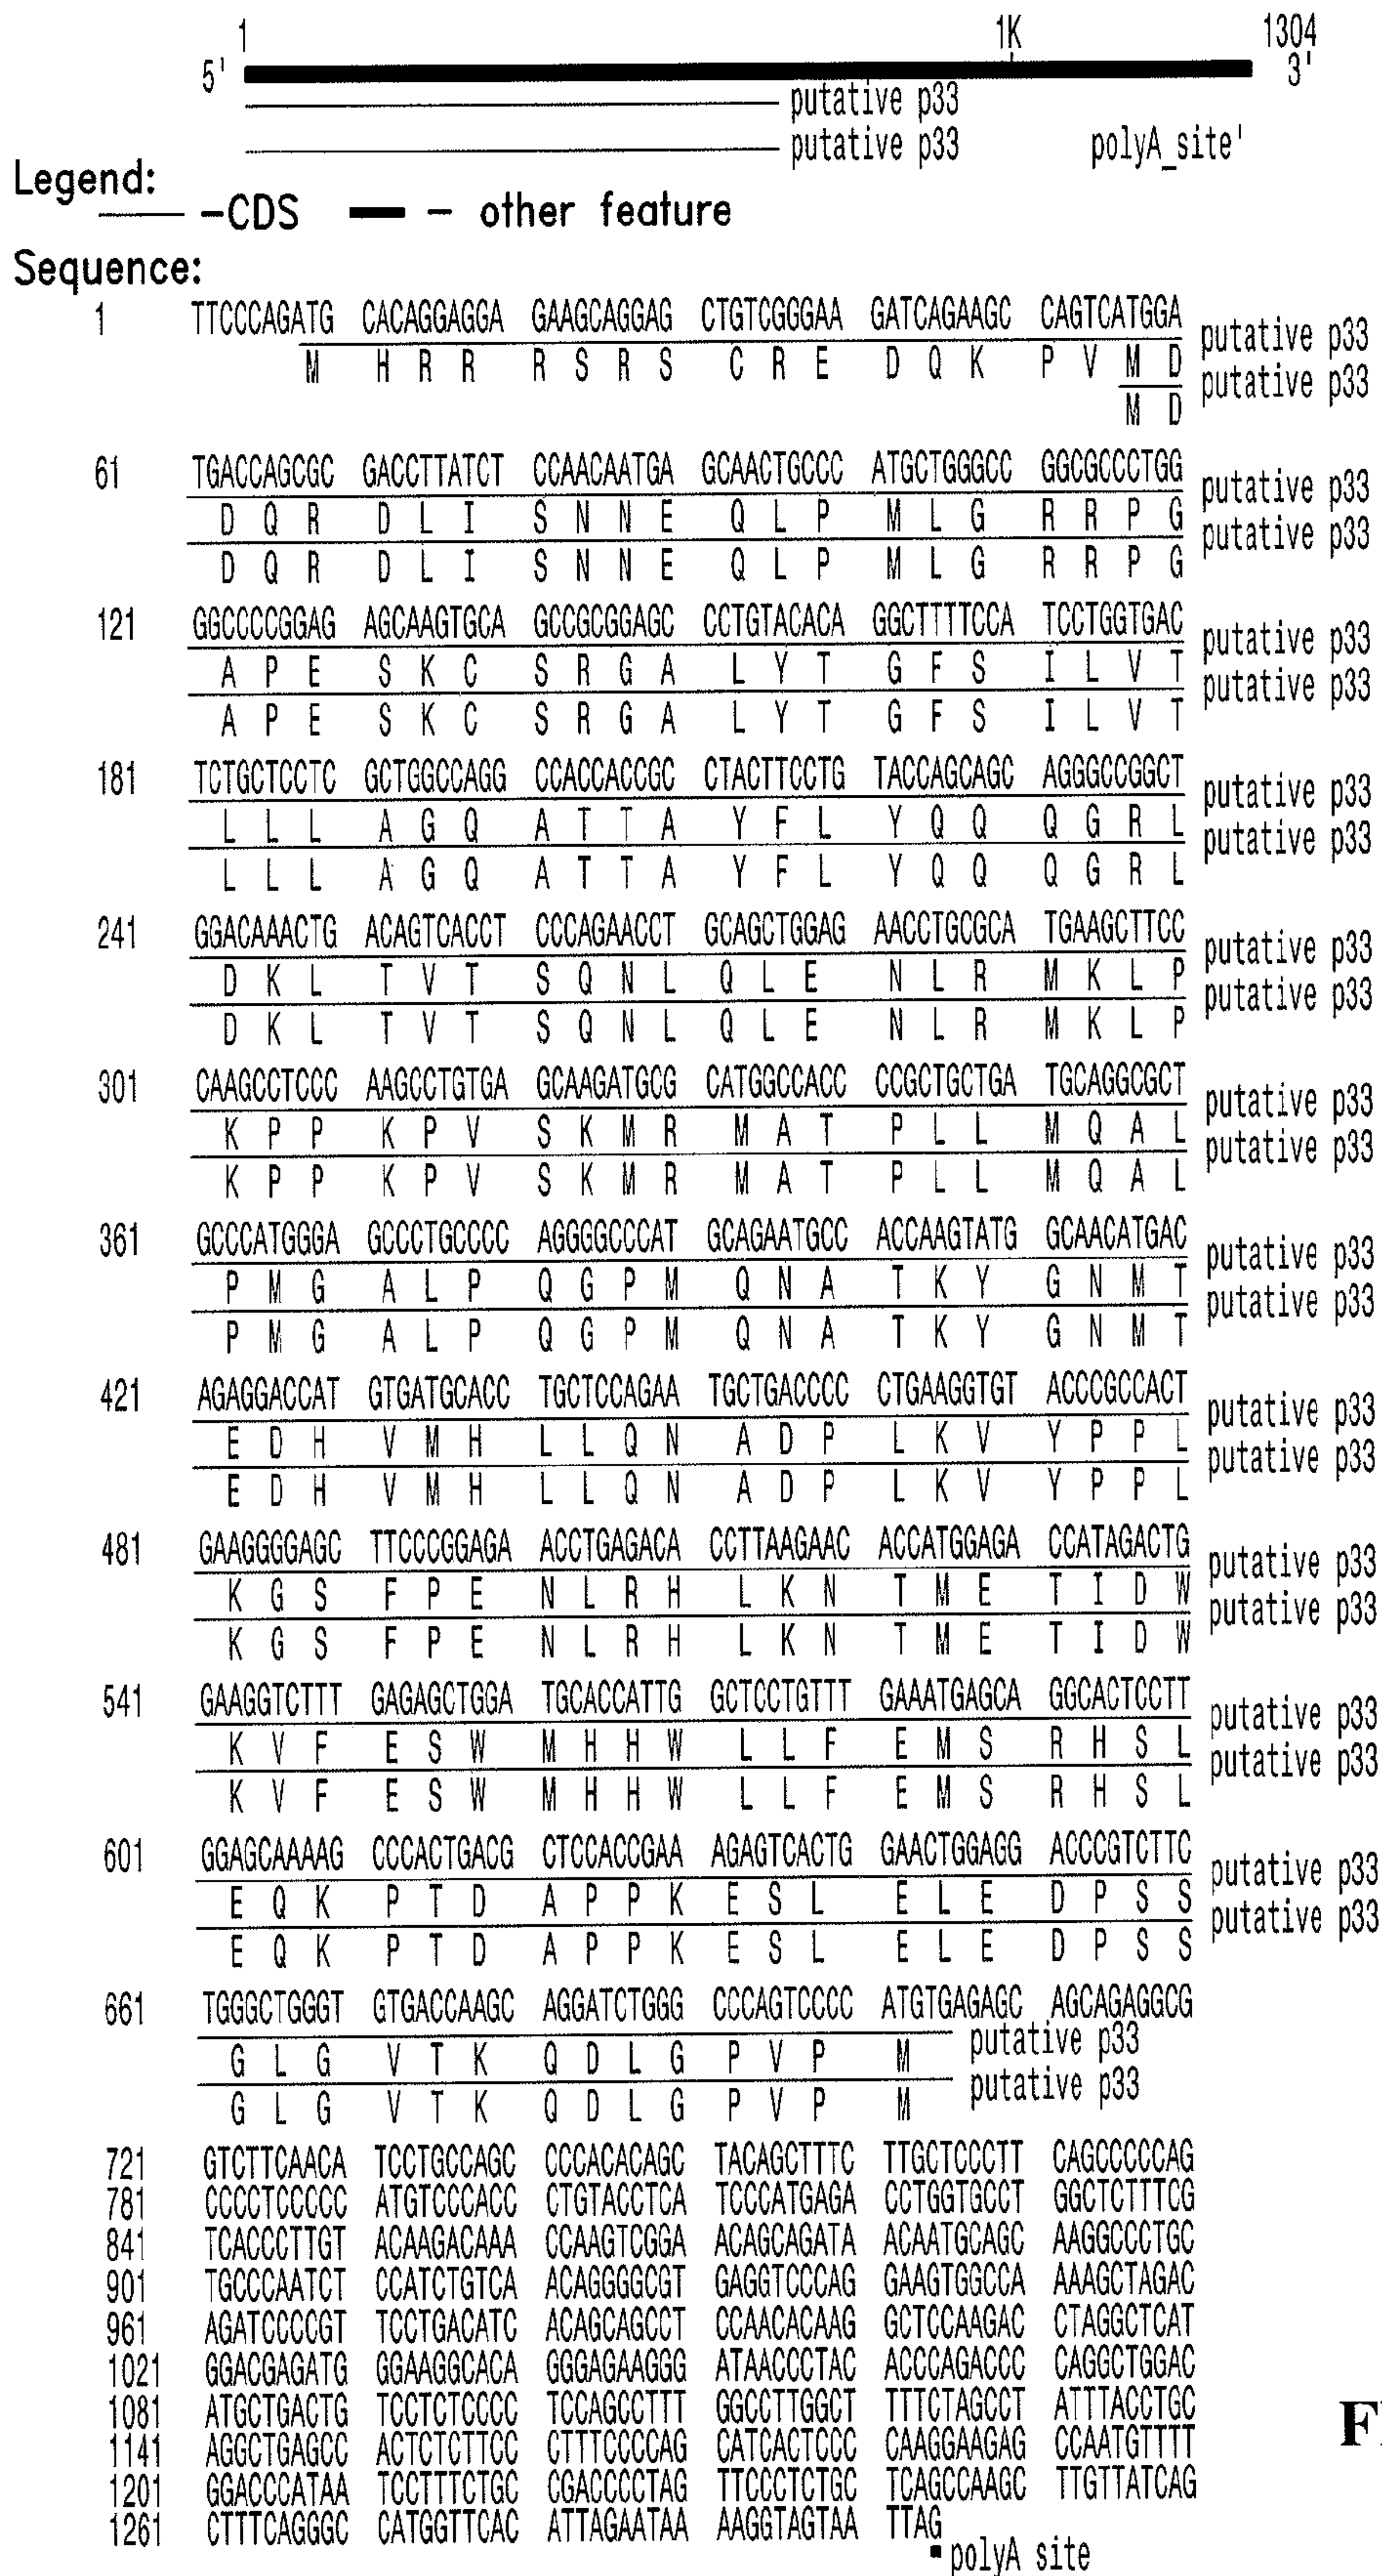 1 1K 1304
5' 3'
putative p33
putative p33 polyA_site'
Legend:
-CDS - other feature
Sequence:
1 TTCCCAGATG CACAGGAGGA GAAGCAGGAG CTGTCGGGAA GATCAGAAGC CAGTCATGGA
M H R R R S R S C R E D Q K P V M D putative p33
M D putative p33
61 TGACCAGCGC GACCTTATCT CCAACAATGA GCAACTGCCC ATGCTGGGCC GGCGCCCTGG
D Q R D L I S N N E Q L P M L G R R P G putative p33
D Q R D L I S N N E Q L P M L G R R P G putative p33
121 GGCCCCGGAG AGCAAGTGCA GCCGCGGAGC CCTGTACACA GGCTTTTCCA TCCTGGTGAC
A P E S K C S R G A L Y T G F S I L V T putative p33
A P E S K C S R G A L Y T G F S I L V T putative p33
181 TCTGCTCCTC GCTGGCCAGG CCACCACCGC CTACTTCCTG TACCAGCAGC AGGGCCGGCT
L L L A G Q A T T A Y F L Y Q Q Q G R L putative p33
L L L A G Q A T T A Y F L Y Q Q Q G R L putative p33
241 GGACAAACTG ACAGTCACCT CCCAGAACCT GCAGCTGGAG AACCTGCGCA TGAAGCTTCC
D K L T V T S Q N L Q L E N L R M K L P putative p33
D K L T V T S Q N L Q L E N L R M K L P putative p33
301 CAAGCCTCCC AAGCCTGTGA GCAAGATGCG CATGGCCACC CCGCTGCTGA TGCAGGCGCT
K P P K P V S K M R M A T P L L M Q A L putative p33
K P P K P V S K M R M A T P L L M Q A L putative p33
361 GCCCATGGGA GCCCTGCCCC AGGGGCCCAT GCAGAATGCC ACCAAGTATG GCAACATGAC
P M G A L P Q G P M Q N A T K Y G N M T putative p33
P M G A L P Q G P M Q N A T K Y G N M T putative p33
421 AGAGGACCAT GTGATGCACC TGCTCCAGAA TGCTGACCCC CTGAAGGTGT ACCCGCCACT
E D H V M H L L Q N A D P L K V Y P P L putative p33
E D H V M H L L Q N A D P L K V Y P P L putative p33
481 GAAGGGGAGC TTCCCGGAGA ACCTGAGACA CCTTAAGAAC ACCATGGAGA CCATAGACTG
K G S F P E N L R H L K N T M E T I D W putative p33
K G S F P E N L R H L K N T M E T I D W putative p33
541 GAAGGTCTTT GAGAGCTGGA TGCACCATTG GCTCCTGTTT GAAATGAGCA GGCACTCCTT
K V F E S W M H H W L L F E M S R H S L putative p33
K V F E S W M H H W L L F E M S R H S L putative p33
601 GGAGCAAAAG CCCACTGACG CTCCACCGAA AGAGTCACTG GAACTGGAGG ACCCGTCTTC
E Q K P T D A P P K E S L E L E D P S S putative p33
E Q K P T D A P P K E S L E L E D P S S putative p33
661 TGGGCTGGGT GTGACCAAGC AGGATCTGGG CCCAGTCCCC ATGTGAGAGC AGCAGAGGCG
G L G V T K Q D L G P V P M putative p33
G L G V T K Q D L G P V P M putative p33
721 GTCTTCAACA TCCTGCCAGC CCCACACAGC TACAGCTTTC TTGCTCCCTT CAGCCCCCAG
781 CCCCTCCCCC ATGTCCCACC CTGTACCTCA TCCCATGAGA CCTGGTGCCT GGCTCTTTCG
841 TCACCCTTGT ACAAGACAAA CCAAGTCGGA ACAGCAGATA ACAATGCAGC AAGGCCCTGC
901 TGCCCAATCT CCATCTGTCA ACAGGGGCGT GAGGTCCCAG GAAGTGGCCA AAAGCTAGAC
961 AGATCCCCGT TCCTGACATC ACAGCAGCCT CCAACACAAG GCTCCAAGAC CTAGGCTCAT
1021 GGACGAGATG GGAAGGCACA GGGAGAAGGG ATAACCCTAC ACCCAGACCC CAGGCTGGAC
1081 ATGCTGACTG TCCTCTCCCC TCCAGCCTTT GGCCTTGGCT TTTCTAGCCT ATTTACCTGC
1141 AGGCTGAGCC ACTCTCTTCC CTTTCCCCAG CATCACTCCC CAAGGAAGAG CCAATGTTTT
1201 GGACCCATAA TCCTTTCTGC CGACCCCTAG TTCCCTCTGC TCAGCCAAGC TTGTTATCAG
1261 CTTTCAGGGC CATGGTTCAC ATTAGAATAA AAGGTAGTAA TTAG
polyA site